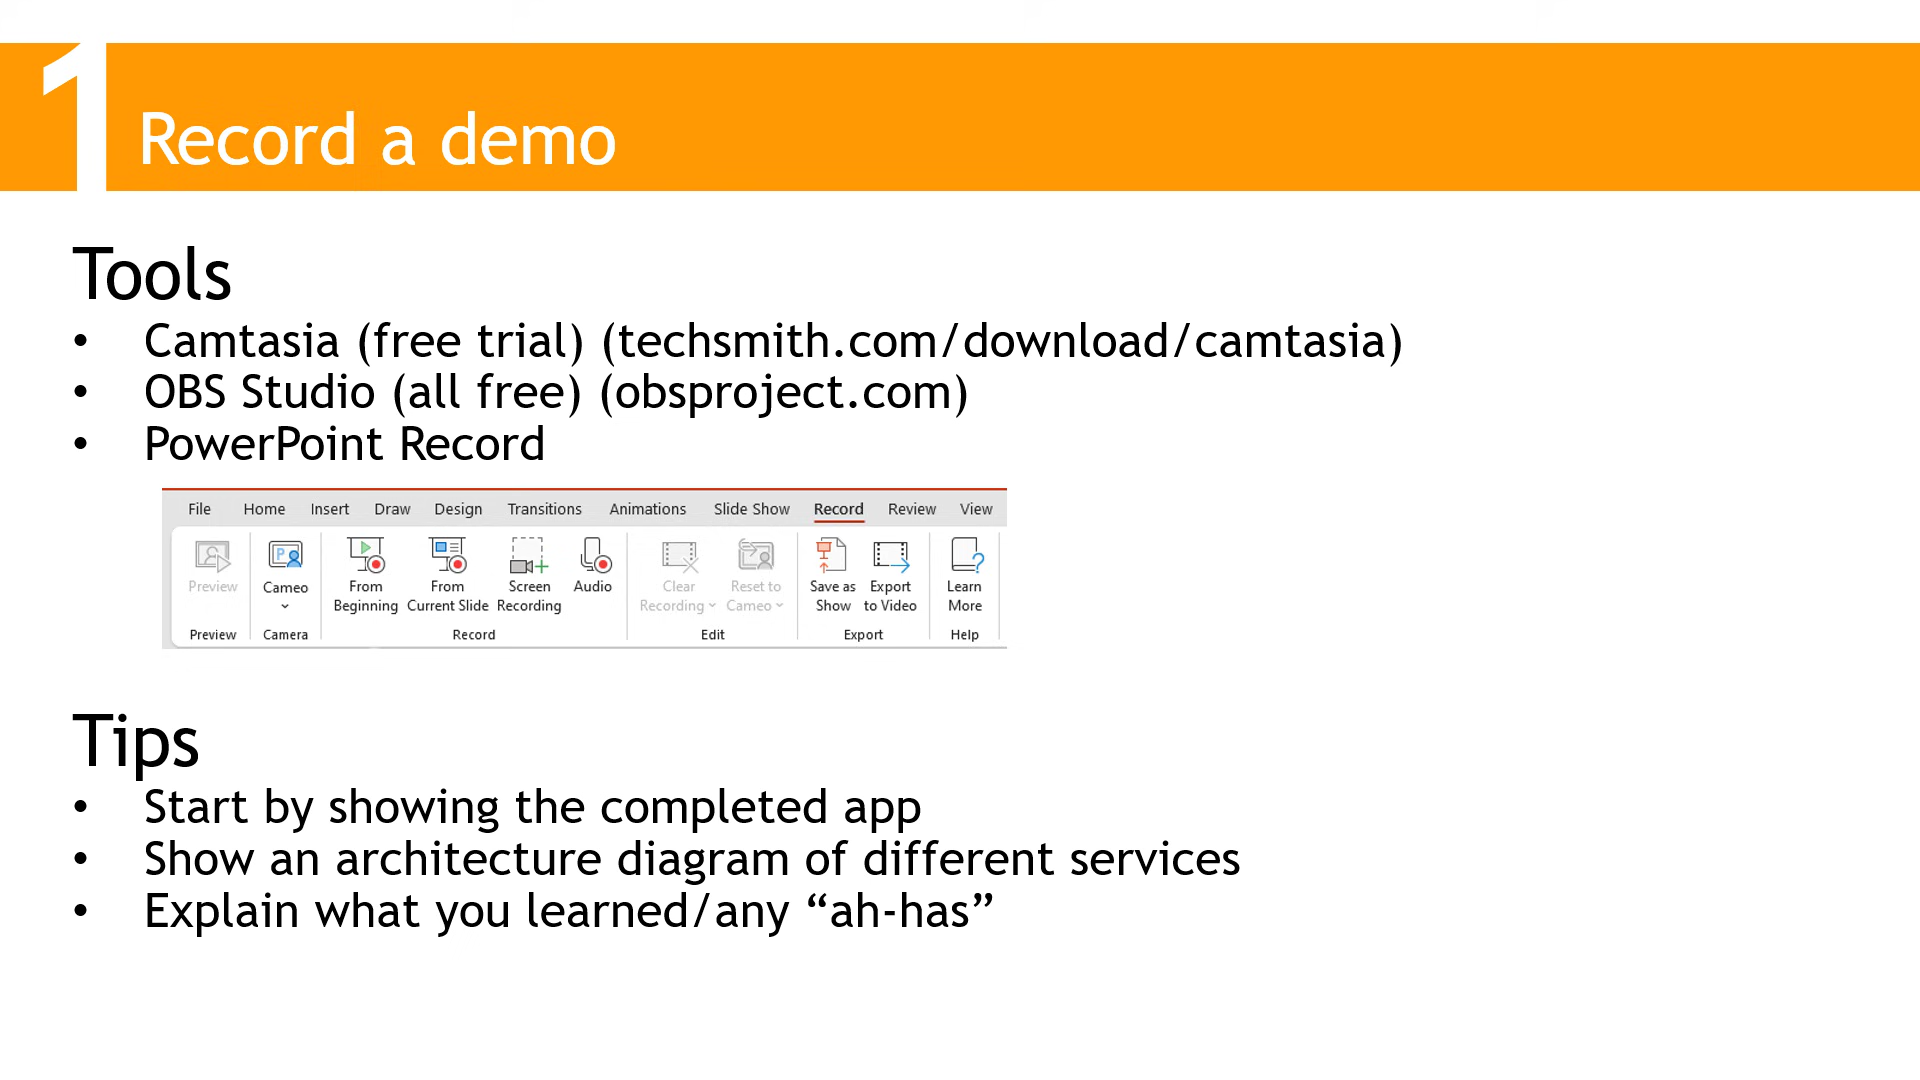 1
Record a demo
Tools
• Camtasia (free trial) (techsmith.com/download/camtasia)
• OBS Studio (all free) (obsproject.com)
• PowerPoint Record
File Home Insert Draw Design Transitions Animations Slide Show Record Review View
Preview Cameo From Beginning From Current Slide Screen Recording Audio Clear Recording Reset to Cameo Save as Show Export to Video Learn More
Preview Camera Record Edit Export Help
Tips
• Start by showing the completed app
• Show an architecture diagram of different services
• Explain what you learned/any “ah-has”